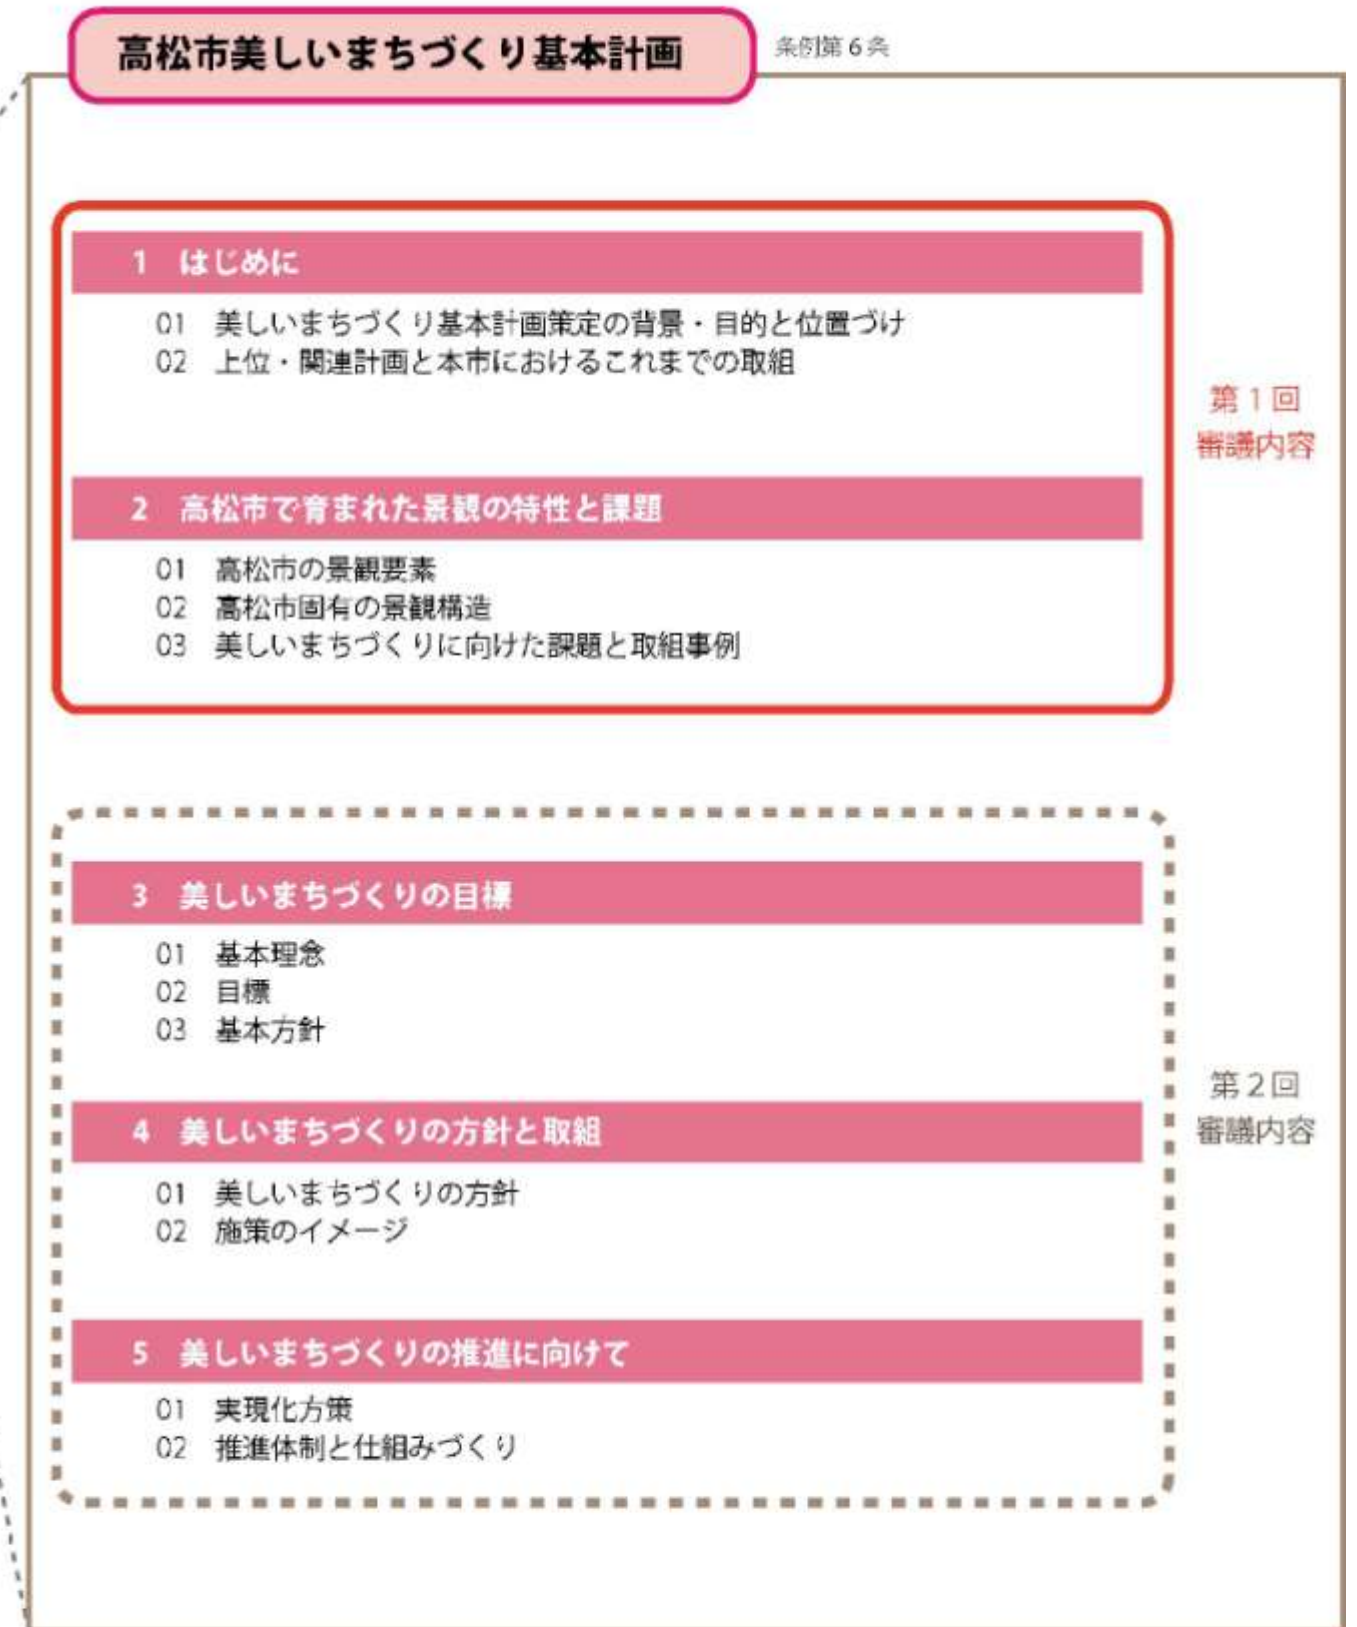 高松市美しいまちづくり基本計画
条例第6条
1 はじめに
01 美しいまちづくり基本計画策定の背景・目的と位置づけ
02 上位・関連計画と本市におけるこれまでの取組
第1回
審議内容
2 高松市で育まれた景観の特性と課題
01 高松市の景観要素
02 高松市固有の景観構造
03 美しいまちづくりに向けた課題と取組事例
3 美しいまちづくりの目標
01 基本理念
02 目標
03 基本方針
第2回
審議内容
4 美しいまちづくりの方針と取組
01 美しいまちづくりの方針
02 施策のイメージ
5 美しいまちづくりの推進に向けて
01 実現化方策
02 推進体制と仕組みづくり